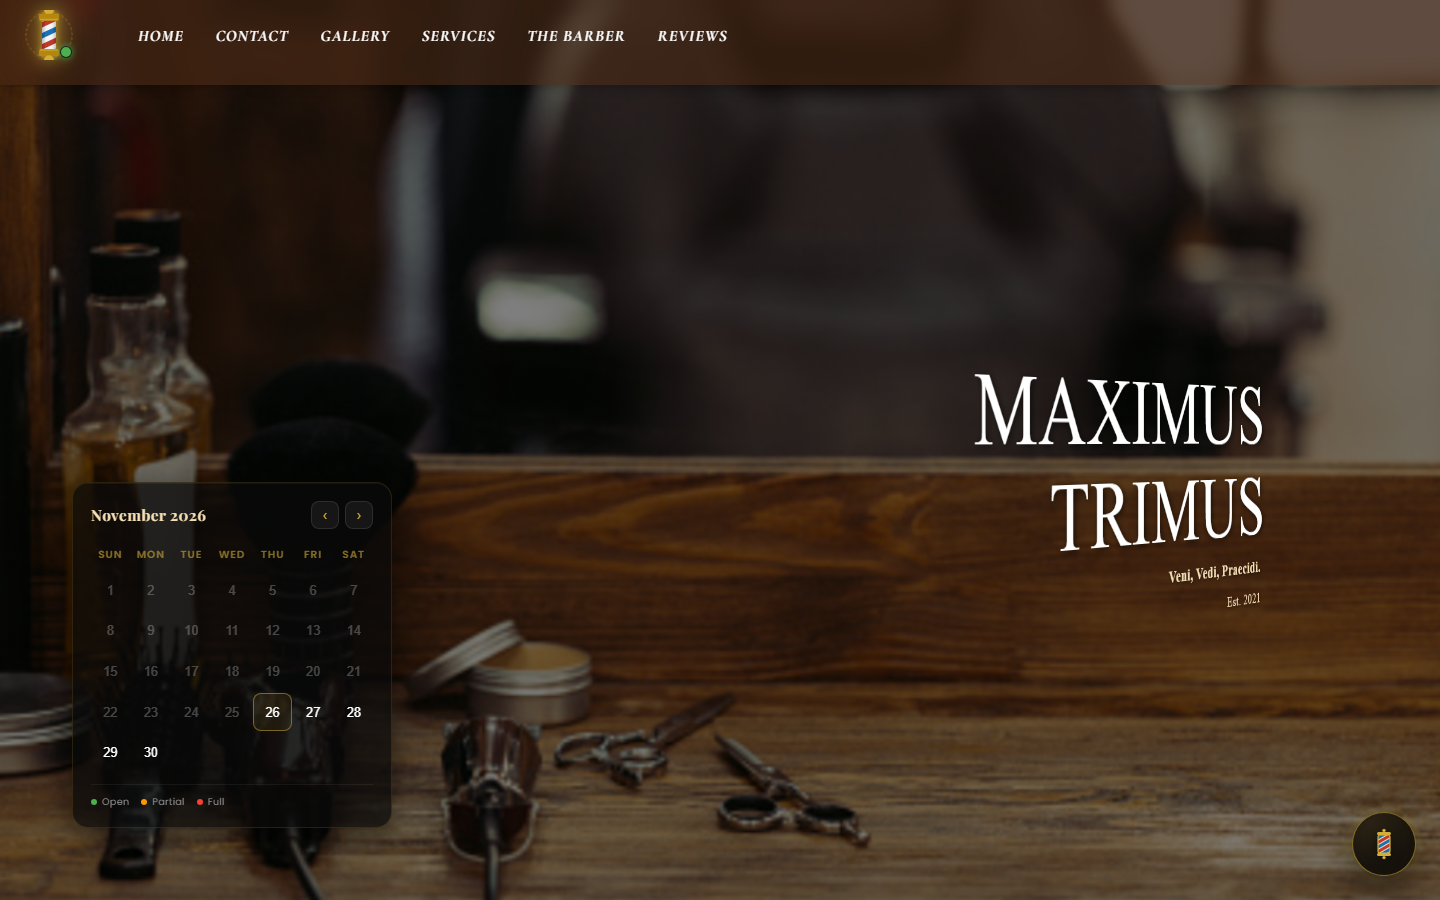 HOME CONTACT GALLERY SERVICES THE BARBER REVIEWS
MAXIMUS
TRIMUS
Veni, Vedi, Praecidi.
Est. 2021
November 2026 ‹ ›
SUN MON TUE WED THU FRI SAT
1 2 3 4 5 6 7
8 9 10 11 12 13 14
15 16 17 18 19 20 21
22 23 24 25 26 27 28
29 30
Open Partial Full